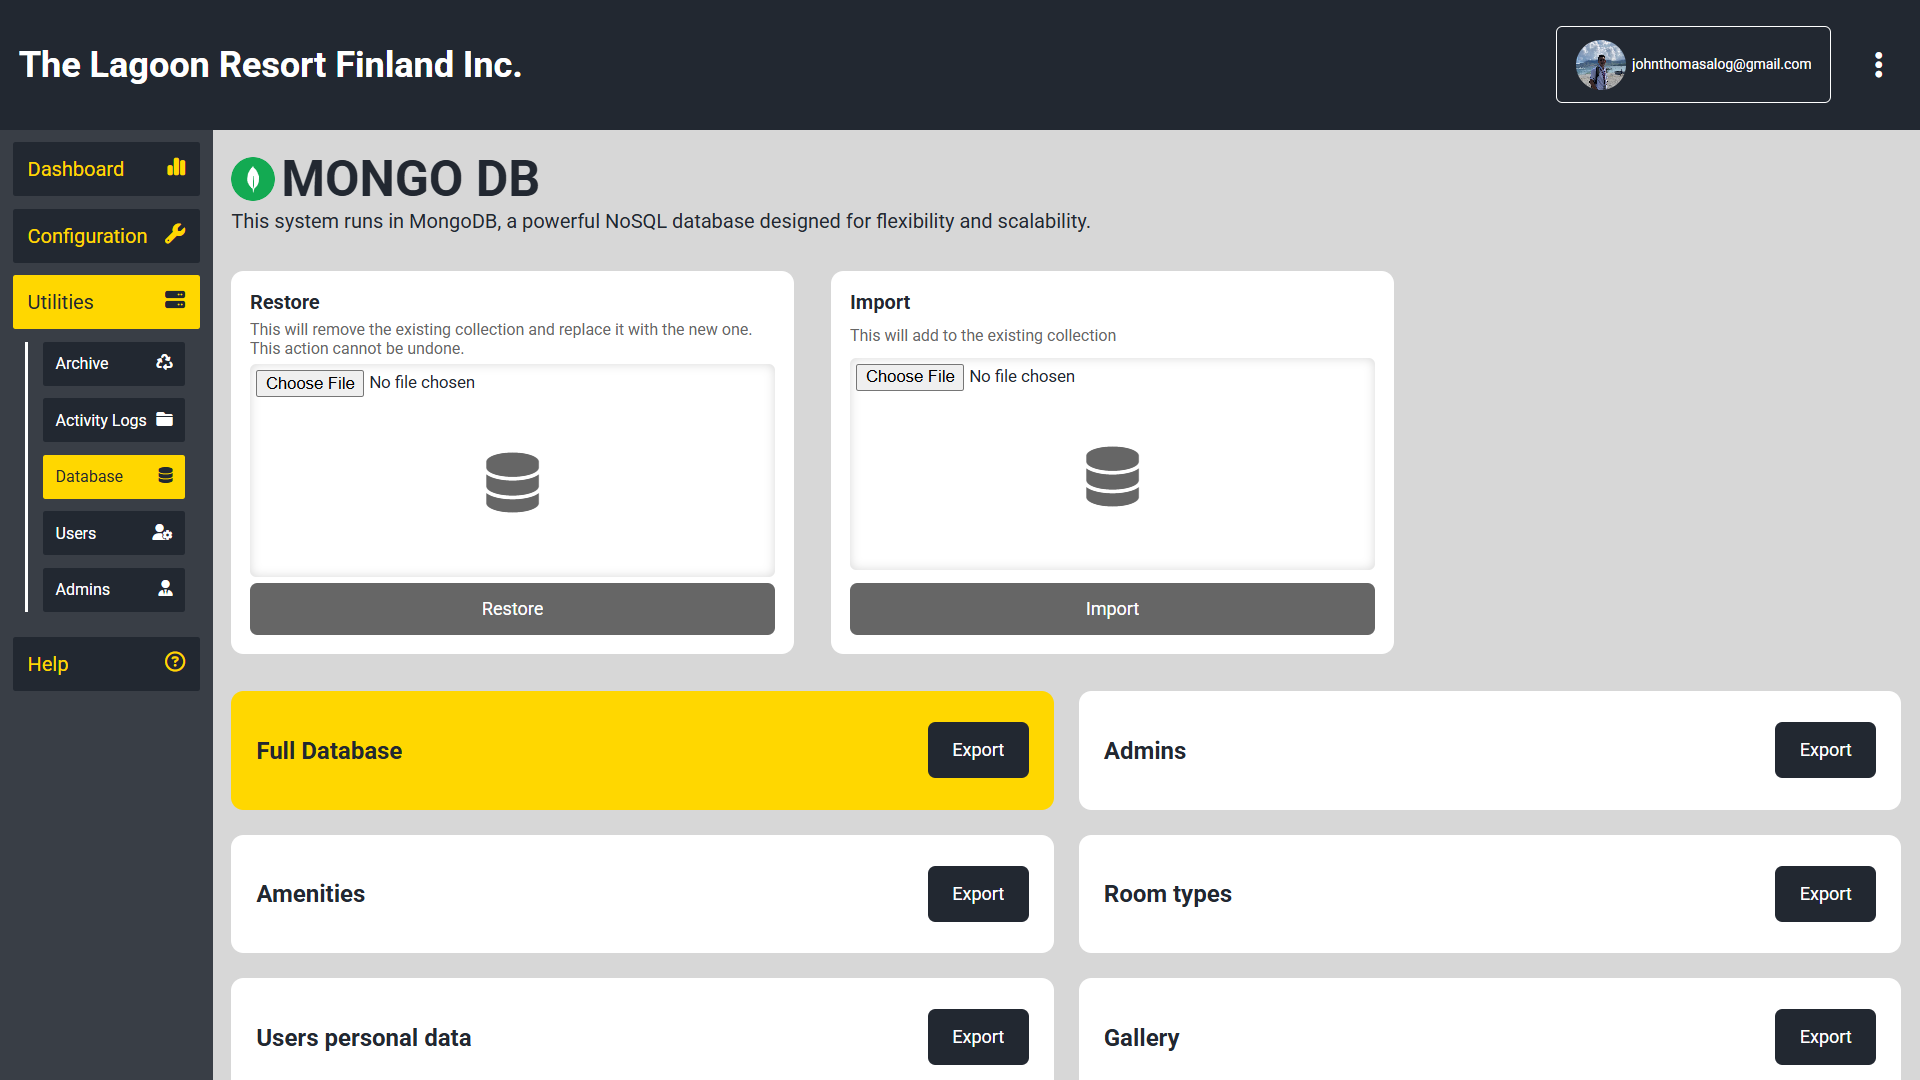 The Lagoon Resort Finland Inc.
johnthomasalog@gmail.com
Dashboard
Configuration
Utilities
Archive
Activity Logs
Database
Users
Admins
Help
MONGO DB
This system runs in MongoDB, a powerful NoSQL database designed for flexibility and scalability.
Restore
This will remove the existing collection and replace it with the new one.
This action cannot be undone.
Choose File No file chosen
Restore
Import
This will add to the existing collection
Choose File No file chosen
Import
Full Database
Export
Admins
Export
Amenities
Export
Room types
Export
Users personal data
Export
Gallery
Export